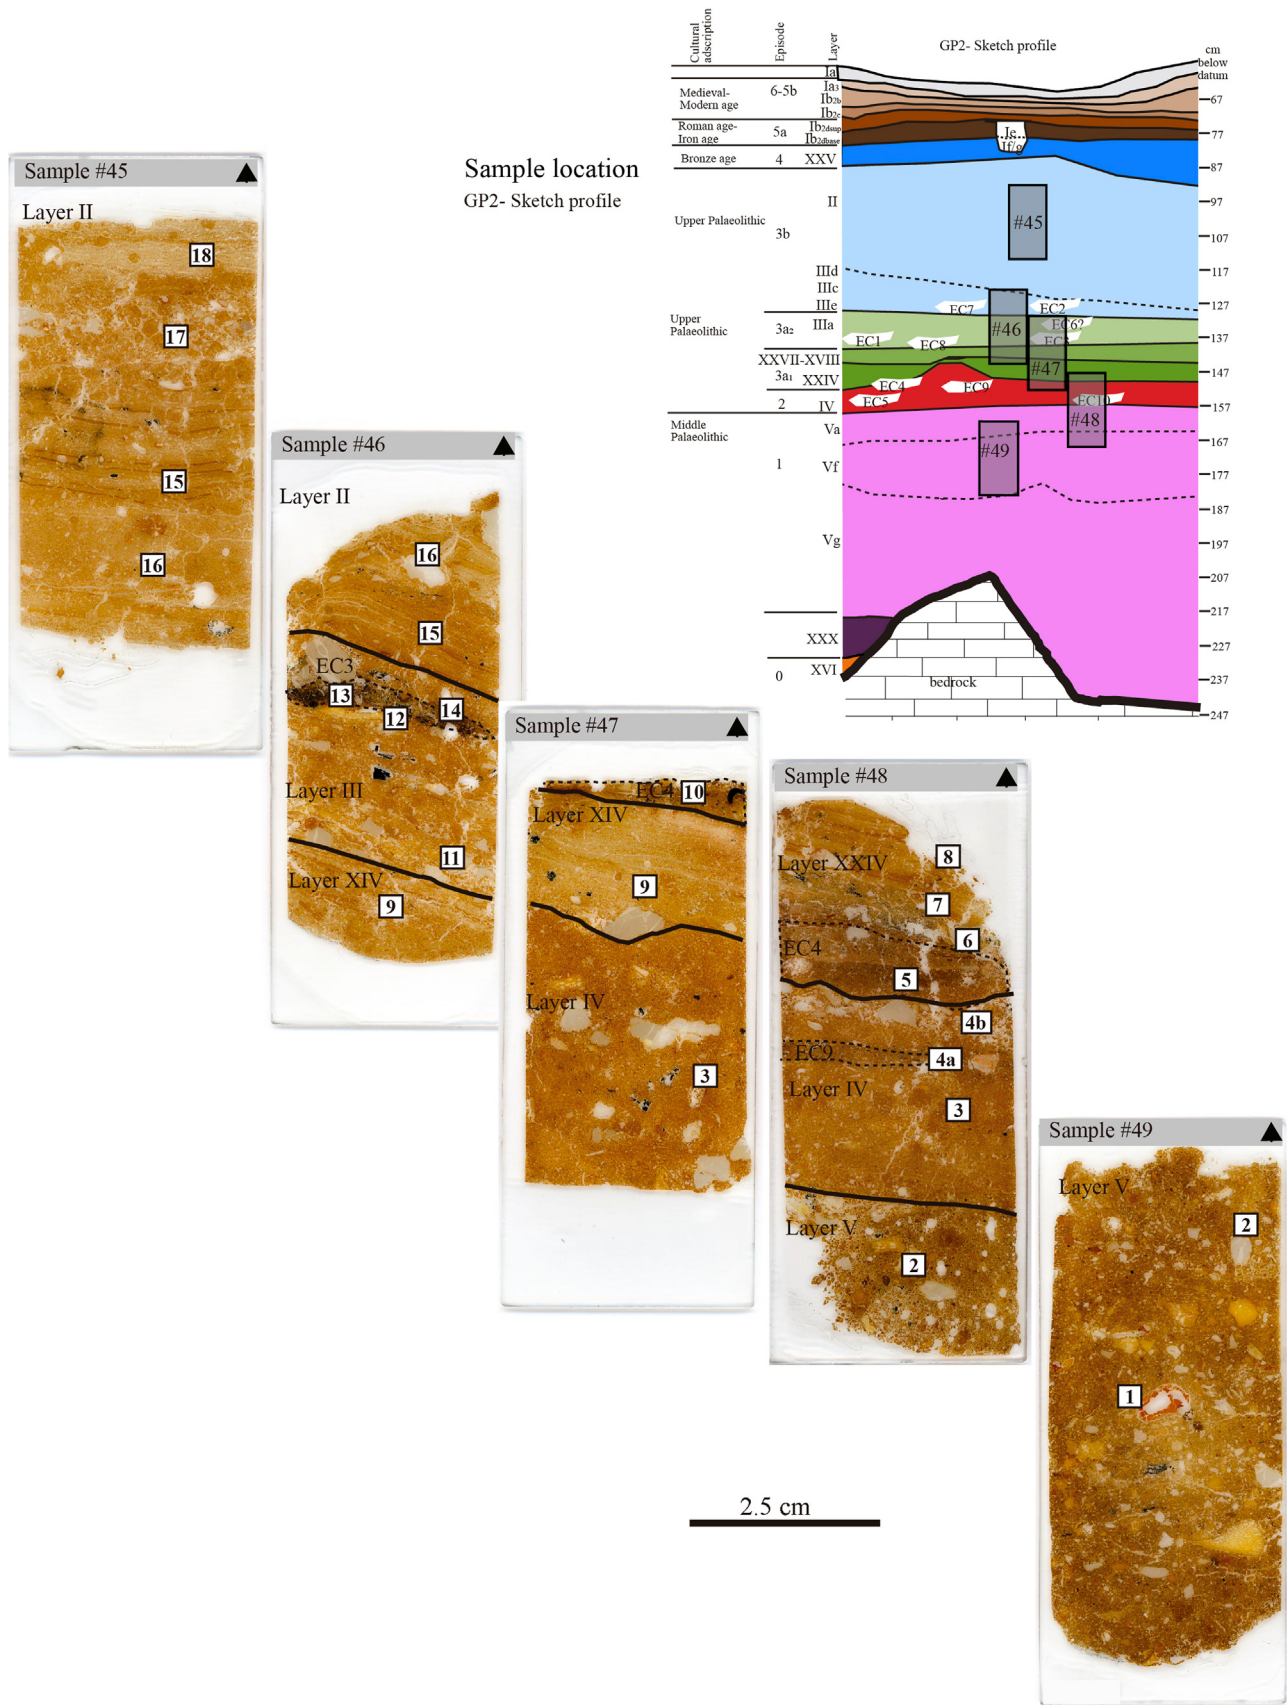 Cultural
adscription
Episode
Layer
GP2- Sketch profile
cm
below
datum
Ia
Medieval-
Modern age
6-5b
Ia3
Ib2b
Ib2c
67
Roman age-
Iron age
5a
Ib2dsup
Ib2dbase
Ie
If/g
77
Bronze age
4
XXV
87
II
97
Upper Palaeolithic
3b
#45
107
IIId
117
IIIc
IIIe
EC7
EC2
127
Upper
Palaeolithic
3a2
IIIa
EC1
EC8
#46
EC6?
EC3
137
XXVII-XVIII
3a1
XXIV
EC4
EC9
#47
147
2
IV
EC5
EC10
#48
157
Middle
Palaeolithic
Va
167
1
Vf
#49
177
187
Vg
197
207
217
XXX
227
0
XVI
bedrock
237
247
Sample location
GP2- Sketch profile
Sample #45
Layer II
18
17
15
16
Sample #46
Layer II
16
15
EC3
13
12
14
Layer III
11
Layer XIV
9
Sample #47
EC4
10
Layer XIV
9
Layer IV
3
Sample #48
Layer XXIV
8
7
6
EC4
5
4b
EC9
4a
Layer IV
3
Layer V
2
Sample #49
Layer V
2
1
2.5 cm